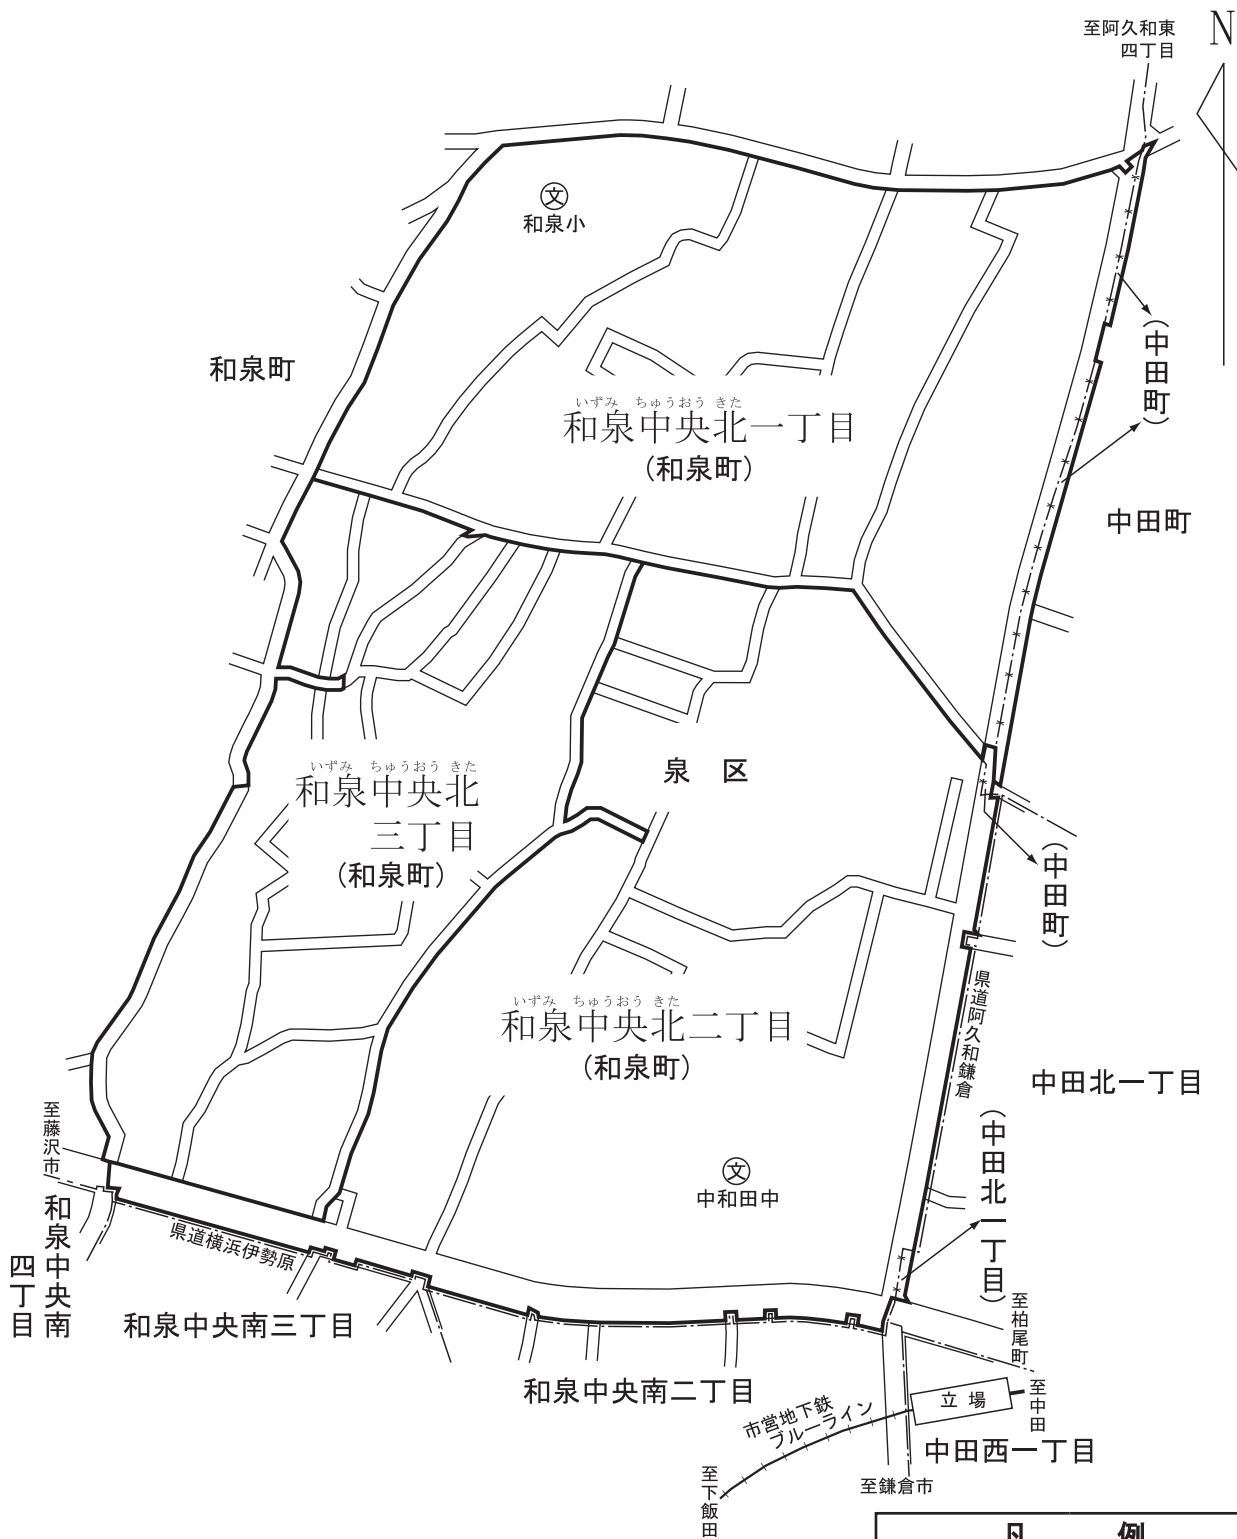 至阿久和東
四丁目
N
文
和泉小
和泉町
(中田町)
いずみ ちゅうおう きた
和泉中央北一丁目
(和泉町)
中田町
いずみ ちゅうおう きた
和泉中央北
三丁目
(和泉町)
泉 区
(中田町)
いずみ ちゅうおう きた
和泉中央北二丁目
(和泉町)
県道阿久和鎌倉
中田北一丁目
(中田北一丁目)
至藤沢市
和泉中央南
四丁目
県道横浜伊勢原
文
中和田中
和泉中央南三丁目
至柏尾町
和泉中央南二丁目
立場
至中田
市営地下鉄
ブルーライン
中田西一丁目
至下飯田
至鎌倉市
凡 例